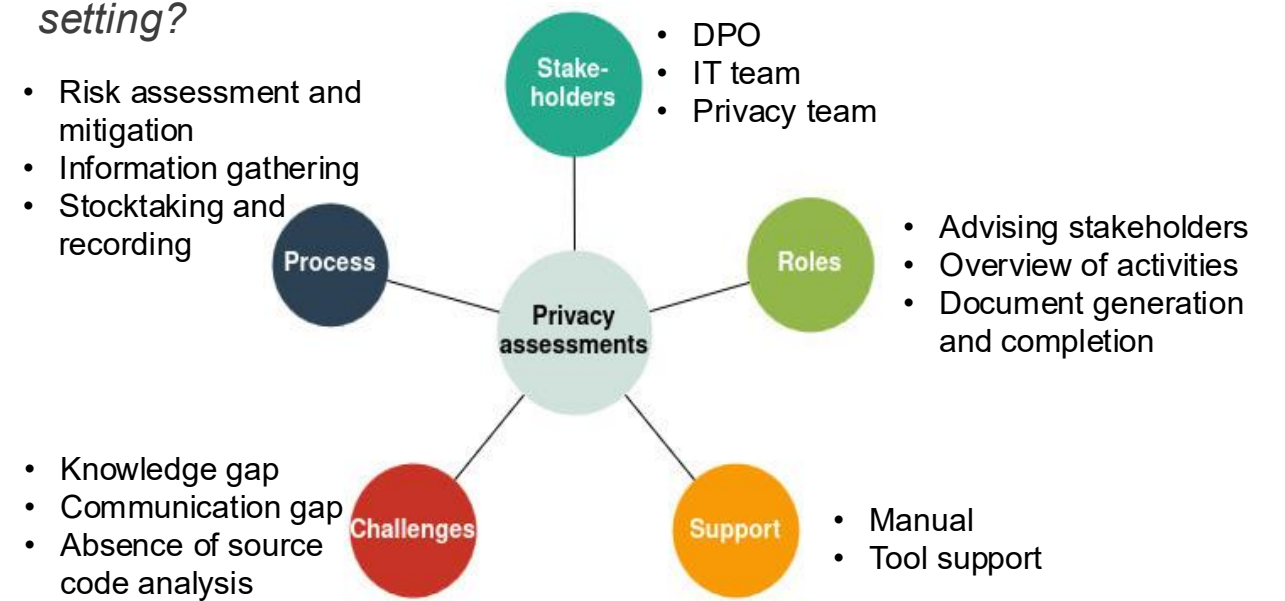 setting?
• Risk assessment and
mitigation
• Information gathering
• Stocktaking and
recording
Stake-
holders
• DPO
• IT team
• Privacy team
Process
Roles
• Advising stakeholders
• Overview of activities
• Document generation
and completion
Privacy
assessments
• Knowledge gap
• Communication gap
• Absence of source
code analysis
Challenges
Support
• Manual
• Tool support